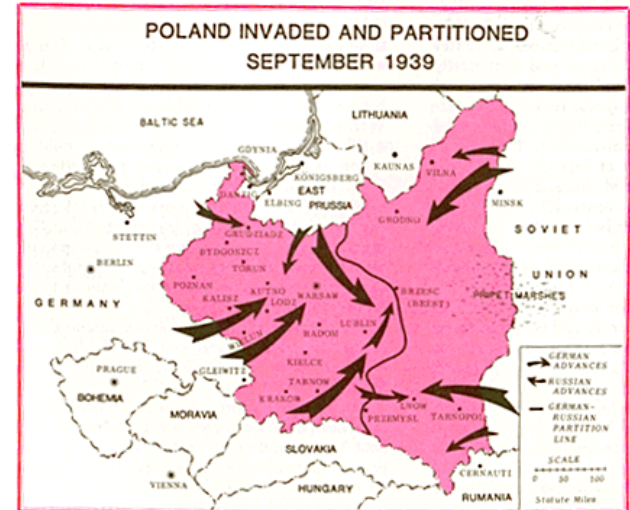 POLAND INVADED AND PARTITIONED
SEPTEMBER 1939
LITHUANIA
BALTIC SEA
GDYNIA
KAUNAS
VILNA
KÖNIGSBERG
DANZIG
EAST
PRUSSIA
ELBING
MINSK
GRODNO
STETTIN
GRUDZIADZ
SOVIET
BYDGOSZCZ
BERLIN
TORUN
UNION
POZNAN
KUTNO
WARSAW
BRZESC
(BREST)
PRIPET MARSHES
GERMANY
KALISZ
LODZ
WIELUN
RADOM
LUBLIN
KIELCE
GLEIWITZ
PRAGUE
TARNOW
BOHEMIA
KRAKOW
LNOW
MORAVIA
PRZEMYSL
TARNOPOL
SLOVAKIA
CERNAUTI
VIENNA
HUNGARY
RUMANIA
GERMAN
ADVANCES
RUSSIAN
ADVANCES
GERMAN-
RUSSIAN
PARTITION
LINE
SCALE
0 50 100
Statute Miles